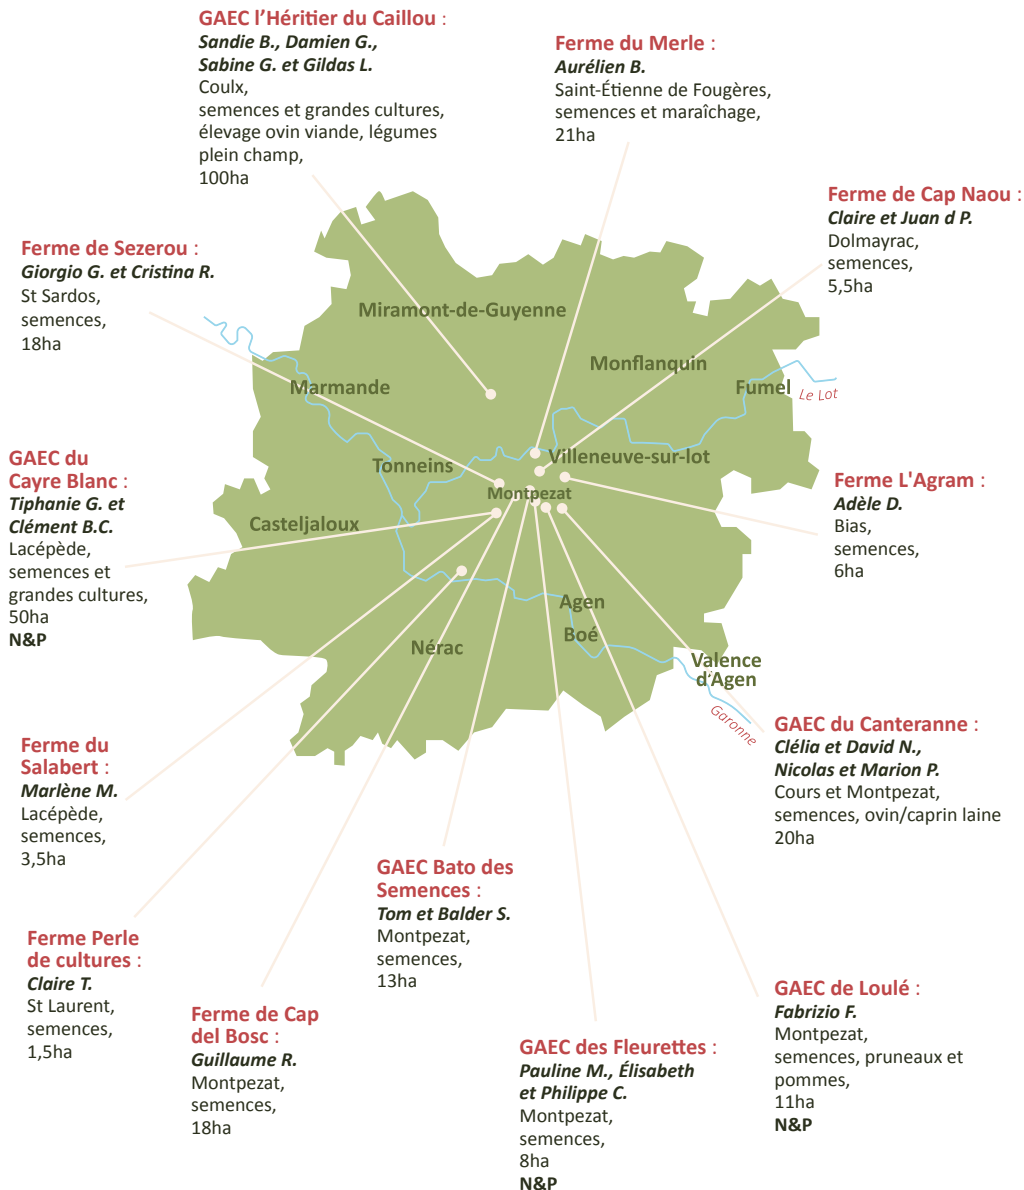 GAEC l'Héritier du Caillou :
Sandie B., Damien G.,
Sabine G. et Gildas L.
Coulx,
semences et grandes cultures,
élevage ovin viande, légumes
plein champ,
100ha
Ferme du Merle :
Aurélien B.
Saint-Étienne de Fougères,
semences et maraîchage,
21ha
Ferme de Cap Naou :
Claire et Juan d P.
Dolmayrac,
semences,
5,5ha
Ferme de Sezerou :
Giorgio G. et Cristina R.
St Sardos,
semences,
18ha
Miramont-de-Guyenne
Monflanquin
Marmande
Fumel
Le Lot
Tonneins
Villeneuve-sur-lot
Montpezat
Casteljaloux
Agen
Boé
Nérac
Valence
d'Agen
Garonne
GAEC du
Cayre Blanc :
Tiphanie G. et
Clément B.C.
Lacépède,
semences et
grandes cultures,
50ha
N&P
Ferme L'Agram :
Adèle D.
Bias,
semences,
6ha
Ferme du
Salabert :
Marlène M.
Lacépède,
semences,
3,5ha
GAEC du Canteranne :
Clélia et David N.,
Nicolas et Marion P.
Cours et Montpezat,
semences, ovin/caprin laine
20ha
GAEC Bato des
Semences :
Tom et Balder S.
Montpezat,
semences,
13ha
Ferme Perle
de cultures :
Claire T.
St Laurent,
semences,
1,5ha
Ferme de Cap
del Bosc :
Guillaume R.
Montpezat,
semences,
18ha
GAEC des Fleurettes :
Pauline M., Élisabeth
et Philippe C.
Montpezat,
semences,
8ha
N&P
GAEC de Loulé :
Fabrizio F.
Montpezat,
semences, pruneaux et
pommes,
11ha
N&P